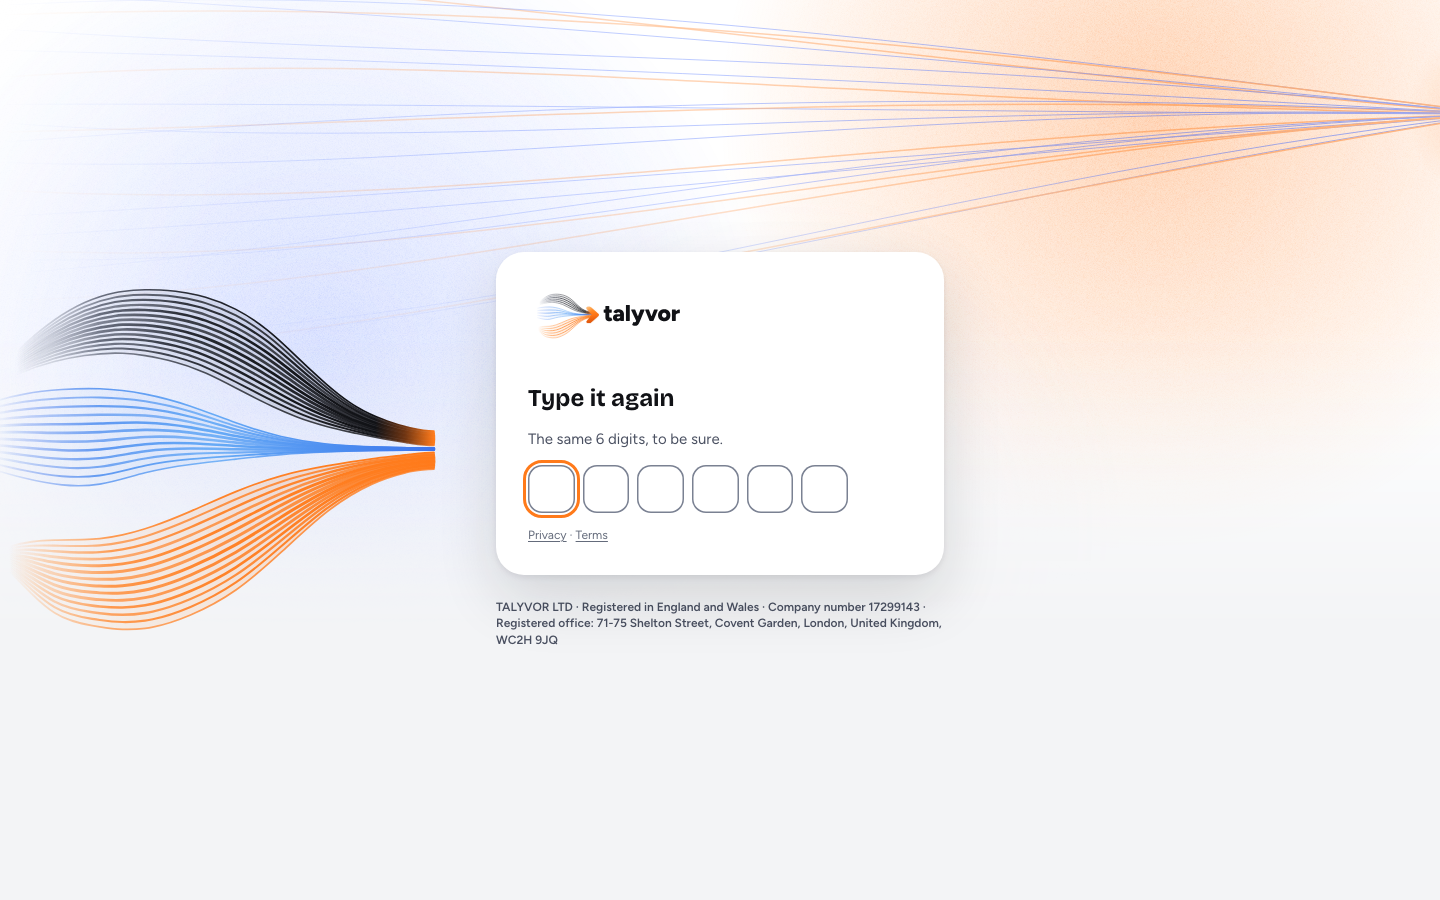 talyvor
Type it again
The same 6 digits, to be sure.
Privacy · Terms
TALYVOR LTD · Registered in England and Wales · Company number 17299143 ·
Registered office: 71-75 Shelton Street, Covent Garden, London, United Kingdom,
WC2H 9JQ